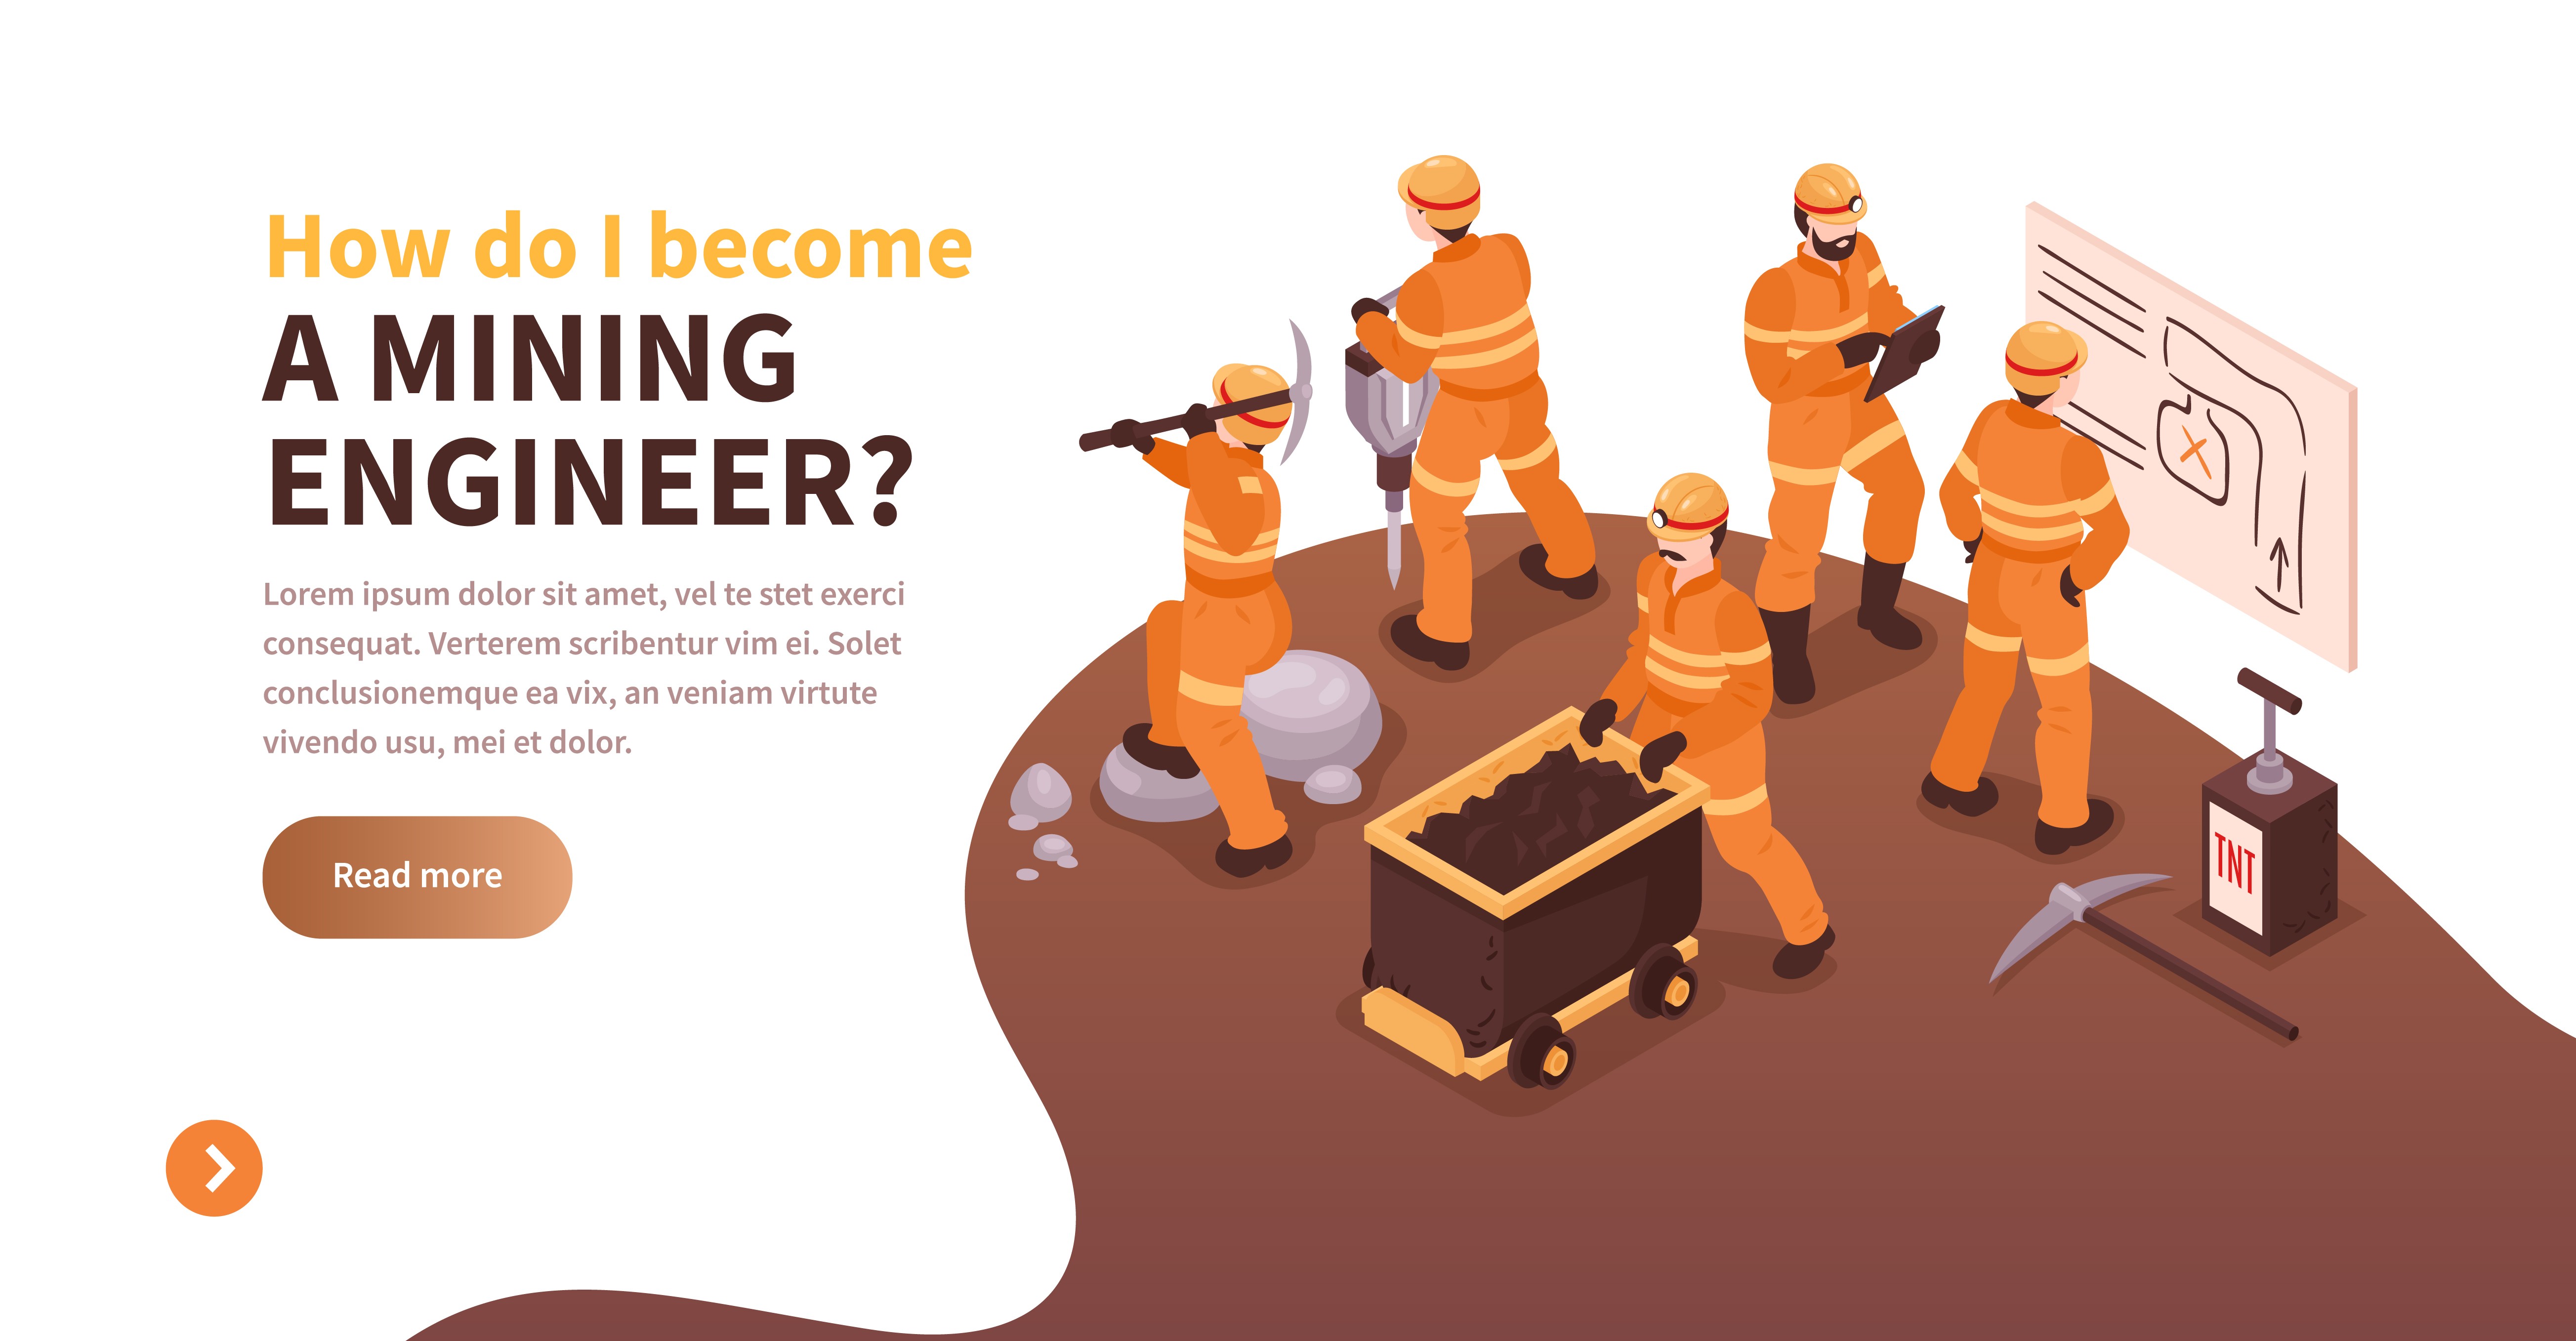 How do I become
A MINING
ENGINEER?
Lorem ipsum dolor sit amet, vel te stet exerci
consequat. Verterem scribentur vim ei. Solet
conclusionemque ea vix, an veniam virtute
vivendo usu, mei et dolor.
Read more
TNT